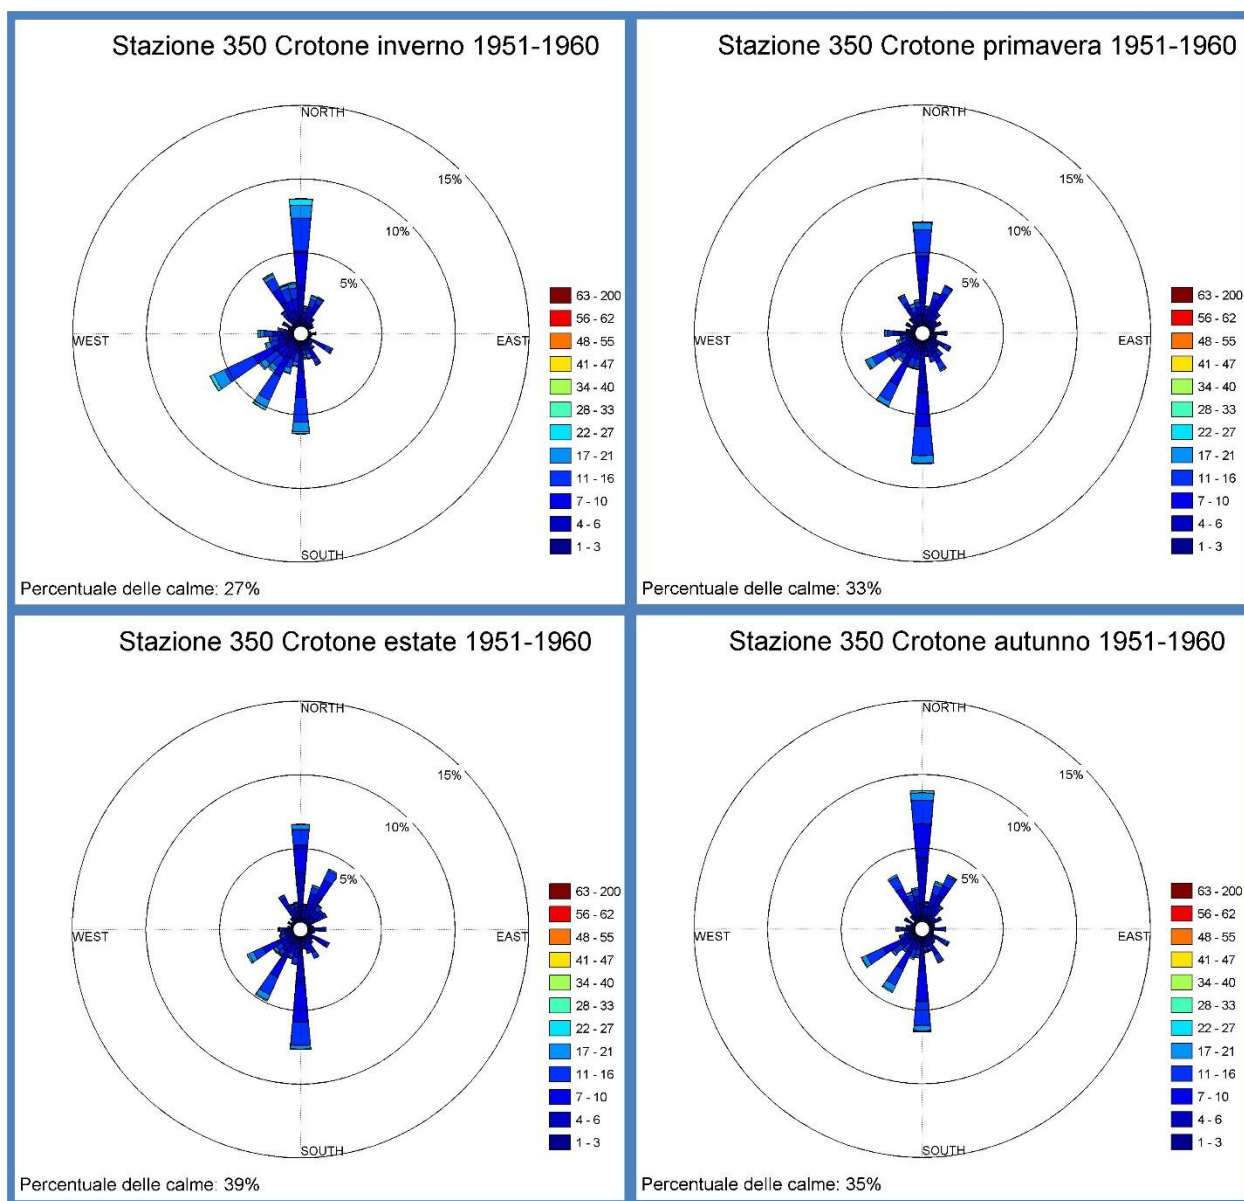 Stazione 350 Crotone inverno 1951-1960
NORTH
15%
10%
5%
WEST
EAST
SOUTH
63 - 200
56 - 62
48 - 55
41 - 47
34 - 40
28 - 33
22 - 27
17 - 21
11 - 16
7 - 10
4 - 6
1 - 3
Percentuale delle calme: 27%
Stazione 350 Crotone primavera 1951-1960
NORTH
15%
10%
5%
WEST
EAST
SOUTH
63 - 200
56 - 62
48 - 55
41 - 47
34 - 40
28 - 33
22 - 27
17 - 21
11 - 16
7 - 10
4 - 6
1 - 3
Percentuale delle calme: 33%
Stazione 350 Crotone estate 1951-1960
NORTH
15%
10%
5%
WEST
EAST
SOUTH
63 - 200
56 - 62
48 - 55
41 - 47
34 - 40
28 - 33
22 - 27
17 - 21
11 - 16
7 - 10
4 - 6
1 - 3
Percentuale delle calme: 39%
Stazione 350 Crotone autunno 1951-1960
NORTH
15%
10%
5%
WEST
EAST
SOUTH
63 - 200
56 - 62
48 - 55
41 - 47
34 - 40
28 - 33
22 - 27
17 - 21
11 - 16
7 - 10
4 - 6
1 - 3
Percentuale delle calme: 35%